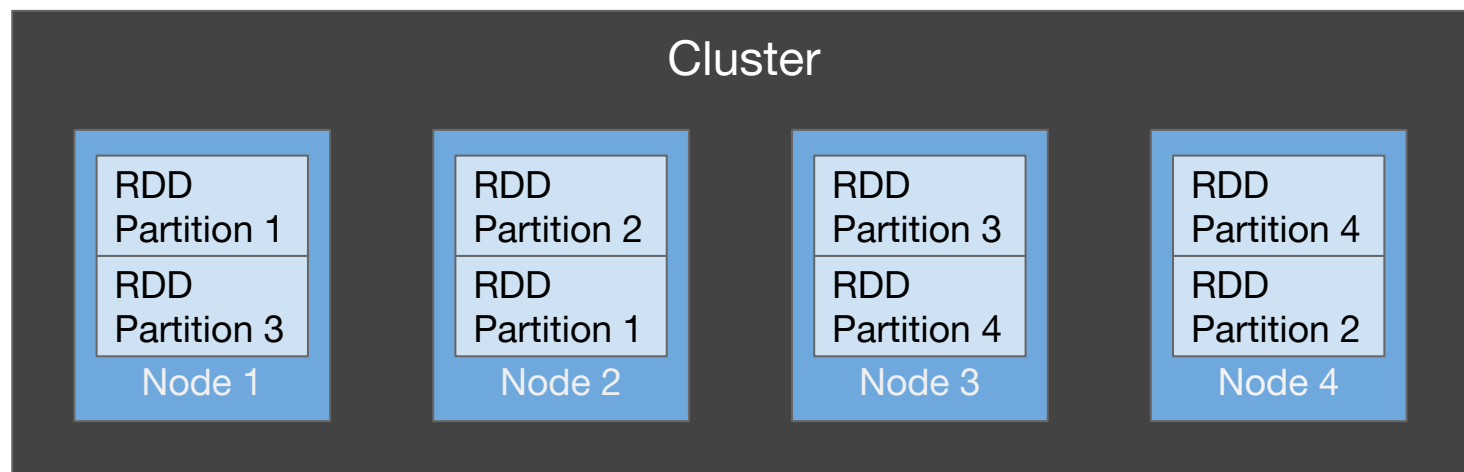 Cluster
RDD
Partition 1
RDD
Partition 3
Node 1
RDD
Partition 2
RDD
Partition 1
Node 2
RDD
Partition 3
RDD
Partition 4
Node 3
RDD
Partition 4
RDD
Partition 2
Node 4